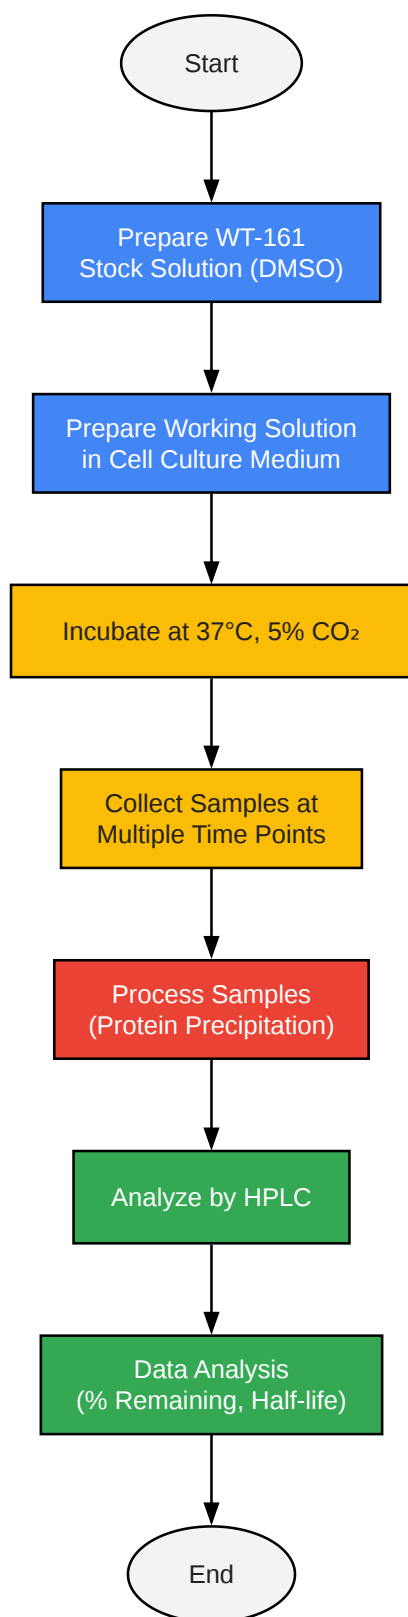 Start
Prepare WT-161
Stock Solution (DMSO)
Prepare Working Solution
in Cell Culture Medium
Incubate at 37°C, 5% CO₂
Collect Samples at
Multiple Time Points
Process Samples
(Protein Precipitation)
Analyze by HPLC
Data Analysis
(% Remaining, Half-life)
End